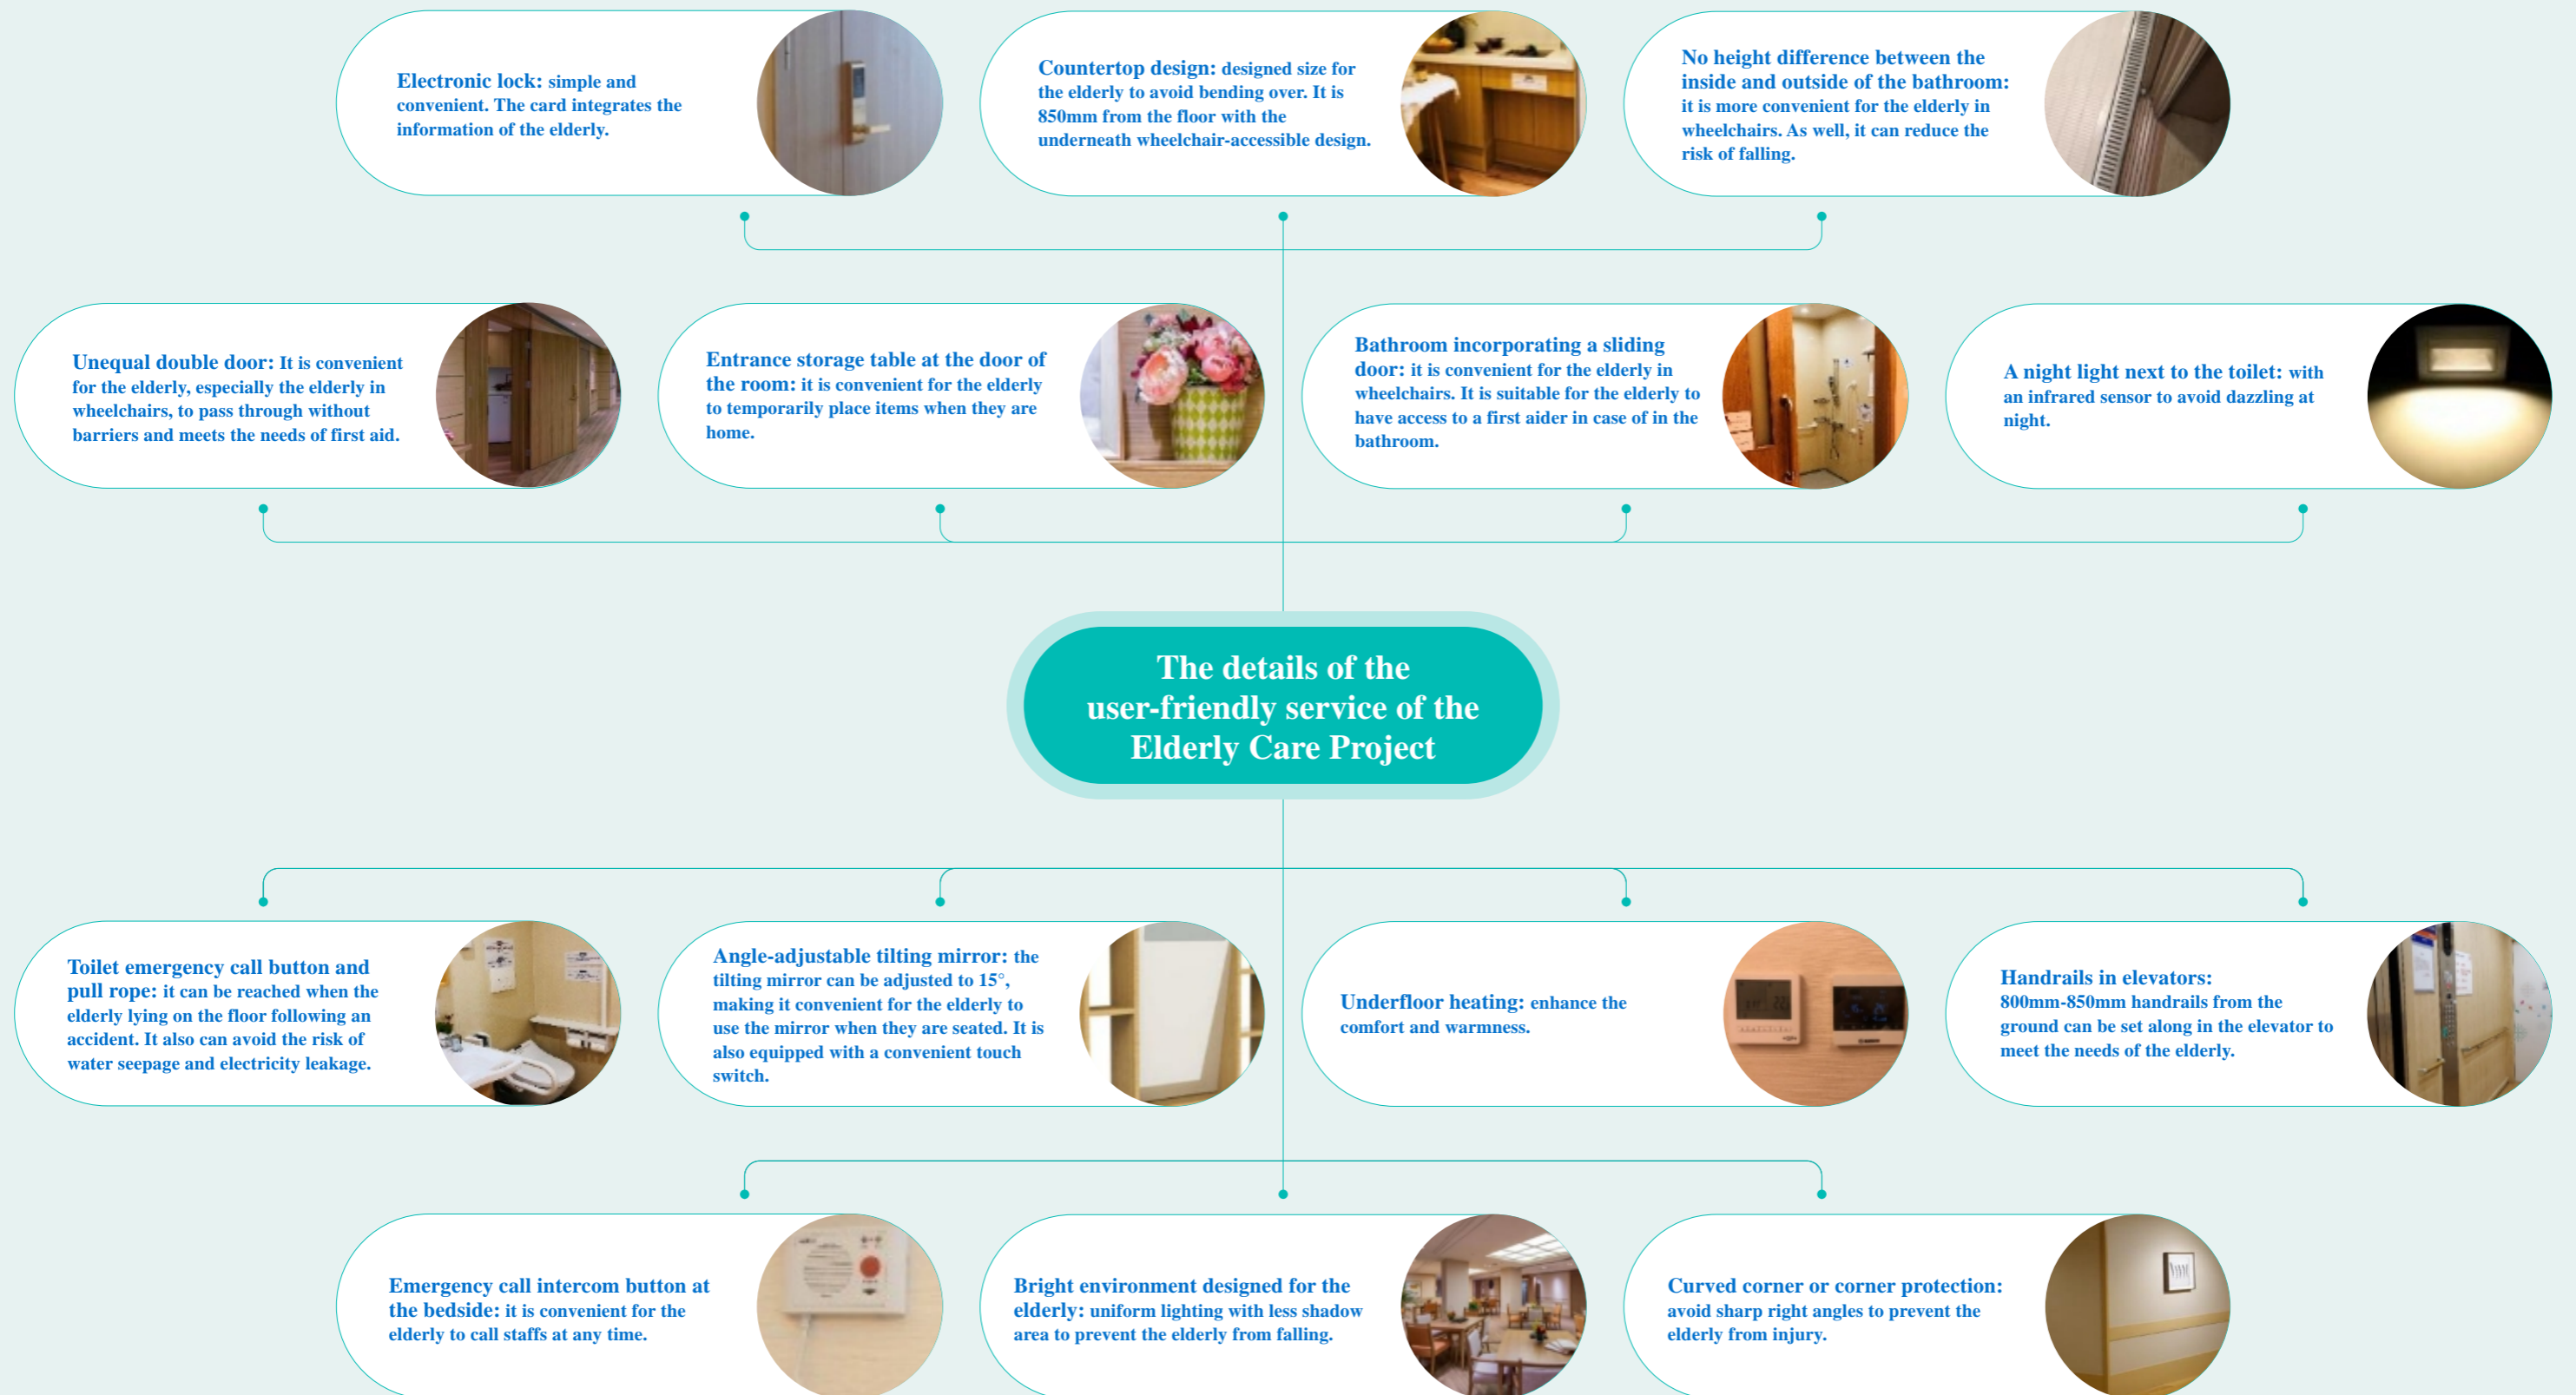 Electronic lock: simple and
convenient. The card integrates the
information of the elderly.
Countertop design: designed size for
the elderly to avoid bending over. It is
850mm from the floor with the
underneath wheelchair-accessible design.
No height difference between the
inside and outside of the bathroom:
it is more convenient for the elderly in
wheelchairs. As well, it can reduce the
risk of falling.
Unequal double door: It is convenient
for the elderly, especially the elderly in
wheelchairs, to pass through without
barriers and meets the needs of first aid.
Entrance storage table at the door of
the room: it is convenient for the elderly
to temporarily place items when they are
home.
Bathroom incorporating a sliding
door: it is convenient for the elderly in
wheelchairs. It is suitable for the elderly to
have access to a first aider in case of in the
bathroom.
A night light next to the toilet: with
an infrared sensor to avoid dazzling at
night.
The details of the
user-friendly service of the
Elderly Care Project
Toilet emergency call button and
pull rope: it can be reached when the
elderly lying on the floor following an
accident. It also can avoid the risk of
water seepage and electricity leakage.
Angle-adjustable tilting mirror: the
tilting mirror can be adjusted to 15°,
making it convenient for the elderly to
use the mirror when they are seated. It is
also equipped with a convenient touch
switch.
Underfloor heating: enhance the
comfort and warmness.
Handrails in elevators:
800mm-850mm handrails from the
ground can be set along in the elevator to
meet the needs of the elderly.
Emergency call intercom button at
the bedside: it is convenient for the
elderly to call staffs at any time.
Bright environment designed for the
elderly: uniform lighting with less shadow
area to prevent the elderly from falling.
Curved corner or corner protection:
avoid sharp right angles to prevent the
elderly from injury.